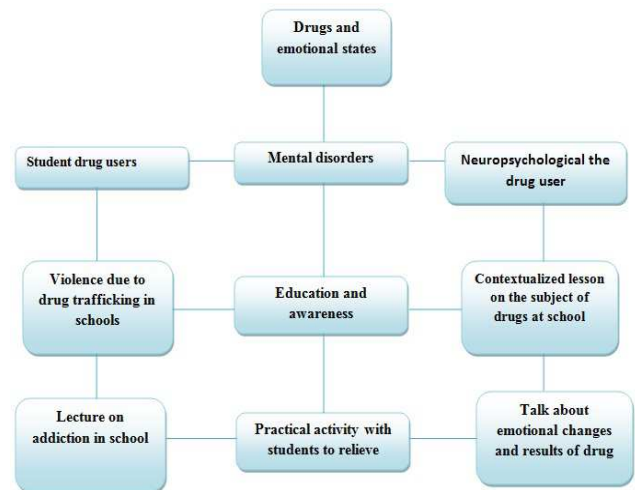 Drugs and
emotional states
Student drug users
Mental disorders
Neuropsychological the
drug user
Violence due to
drug trafficking in
schools
Education and
awareness
Contextualized lesson
on the subject of
drugs at school
Lecture on
addiction in school
Practical activity with
students to relieve
Talk about
emotional changes
and results of drug